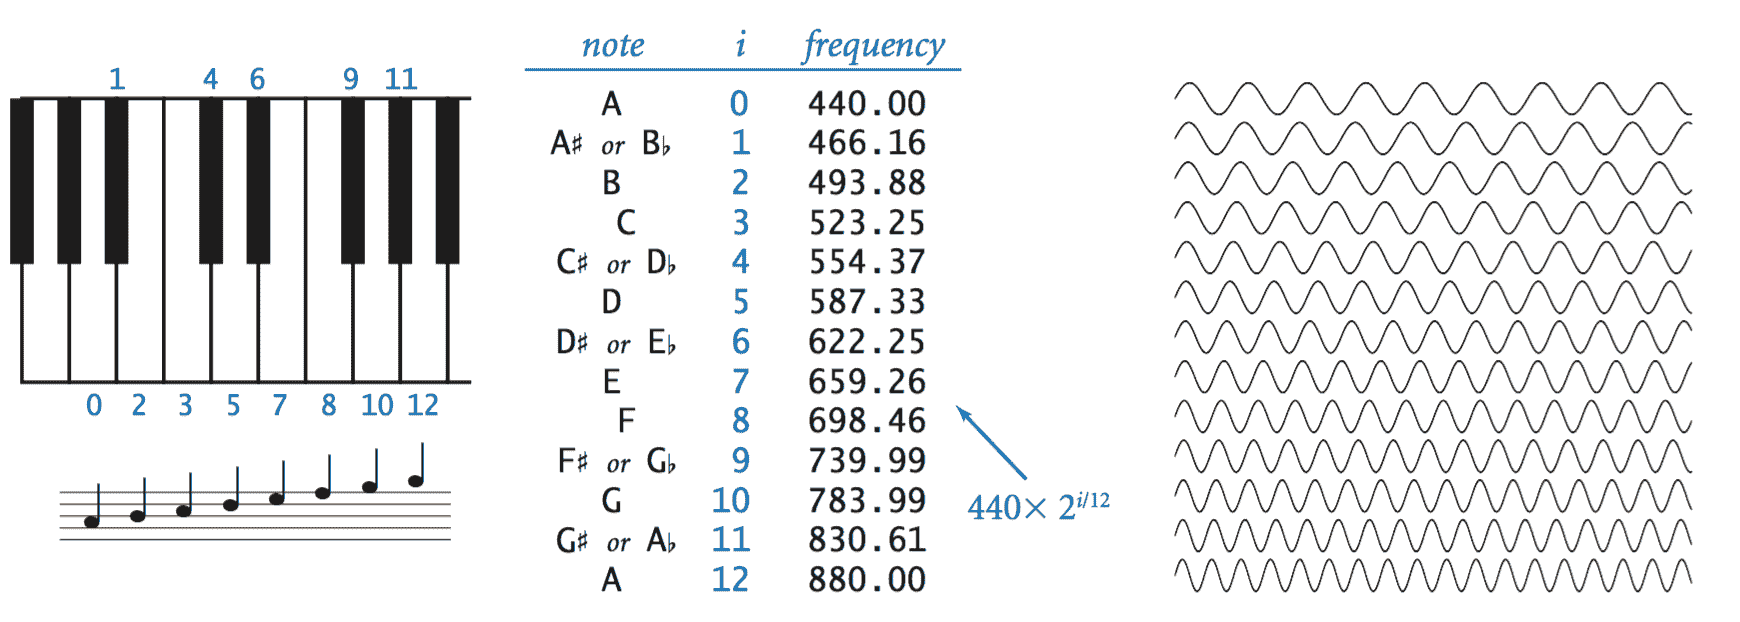 1 4 6 9 11
0 2 3 5 7 8 10 12
note i frequency
A 0 440.00
A♯ or B♭ 1 466.16
B 2 493.88
C 3 523.25
C♯ or D♭ 4 554.37
D 5 587.33
D♯ or E♭ 6 622.25
E 7 659.26
F 8 698.46
F♯ or G♭ 9 739.99
G 10 783.99
G♯ or A♭ 11 830.61
A 12 880.00
440× 2^{i/12}